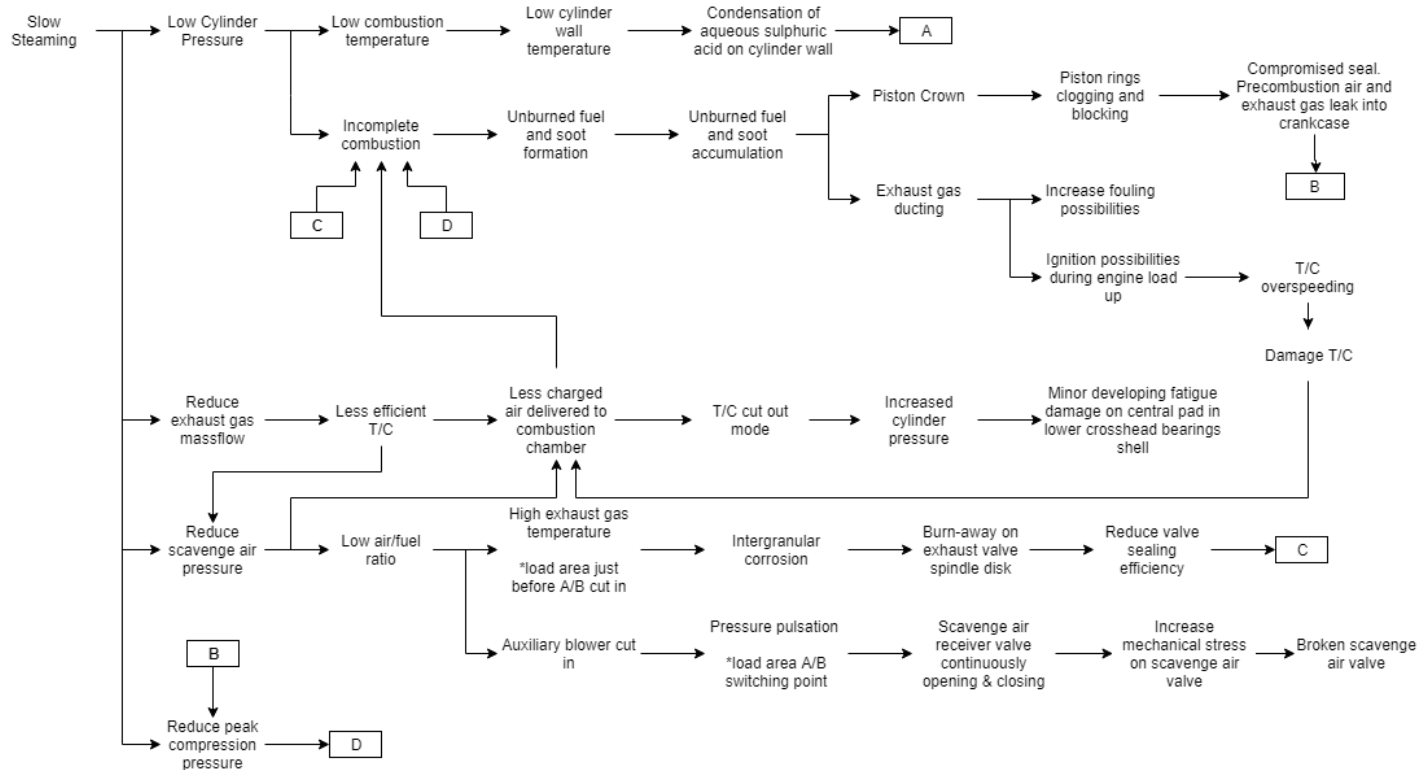 Slow
Steaming
Low Cylinder
Pressure
Low combustion
temperature
Low cylinder
wall
temperature
Condensation of
aqueous sulphuric
acid on cylinder wall
A
Incomplete
combustion
Unburned fuel
and soot
formation
Unburned fuel
and soot
accumulation
Piston Crown
Piston rings
clogging and
blocking
Compromised seal.
Precombustion air and
exhaust gas leak into
crankcase
B
C
D
Exhaust gas
ducting
Increase fouling
possibilities
Ignition possibilities
during engine load
up
T/C
overspeeding
Damage T/C
Reduce
exhaust gas
massflow
Less efficient
T/C
Less charged
air delivered to
combustion
chamber
T/C cut out
mode
Increased
cylinder
pressure
Minor developing fatigue
damage on central pad in
lower crosshead bearings
shell
Reduce
scavenge air
pressure
Low air/fuel
ratio
High exhaust gas
temperature
*load area just
before A/B cut in
Intergranular
corrosion
Burn-away on
exhaust valve
spindle disk
Reduce valve
sealing
efficiency
C
Auxiliary blower cut
in
Pressure pulsation
*load area A/B
switching point
Scavenge air
receiver valve
continuously
opening & closing
Increase
mechanical stress
on scavenge air
valve
Broken scavenge
air valve
B
Reduce peak
compression
pressure
D